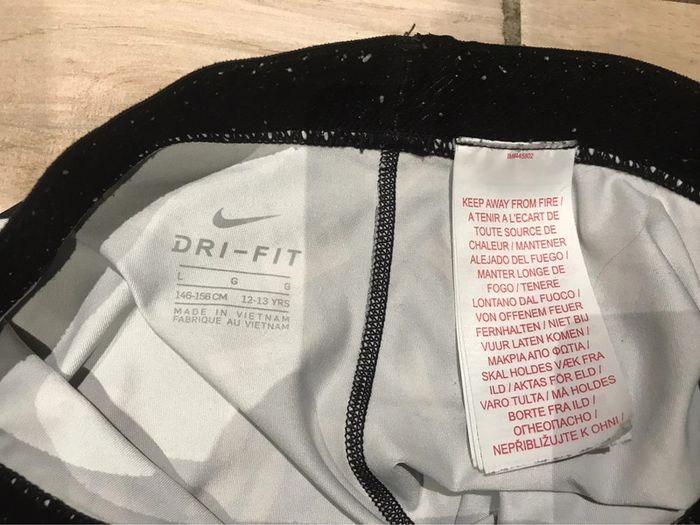 DRI-FIT
L G G
146-156 CM 12-13 YRS
MADE IN VIETNAM
FABRIQUE AU VIETNAM
KEEP AWAY FROM FIRE /
A TENIR A L'ECART DE
TOUTE SOURCE DE
CHALEUR / MANTENER
ALEJADO DEL FUEGO /
MANTER LONGE DE
FOGO / TENERE
LONTANO DAL FUOCO /
VON OFFENEM FEUER
FERNHALTEN / NIET BIJ
VUUR LATEN KOMEN /
ΜΑΚΡΙΑ ΑΠΟ ΦΩΤΙΑ /
SKAL HOLDES VÆK FRA
ILD / AKTAS FÖR ELD /
VARO TULTA / MÅ HOLDES
BORTE FRA ILD /
ОГНЕОПАСНО /
NEPŘIBLIŽUJTE K OHNI /